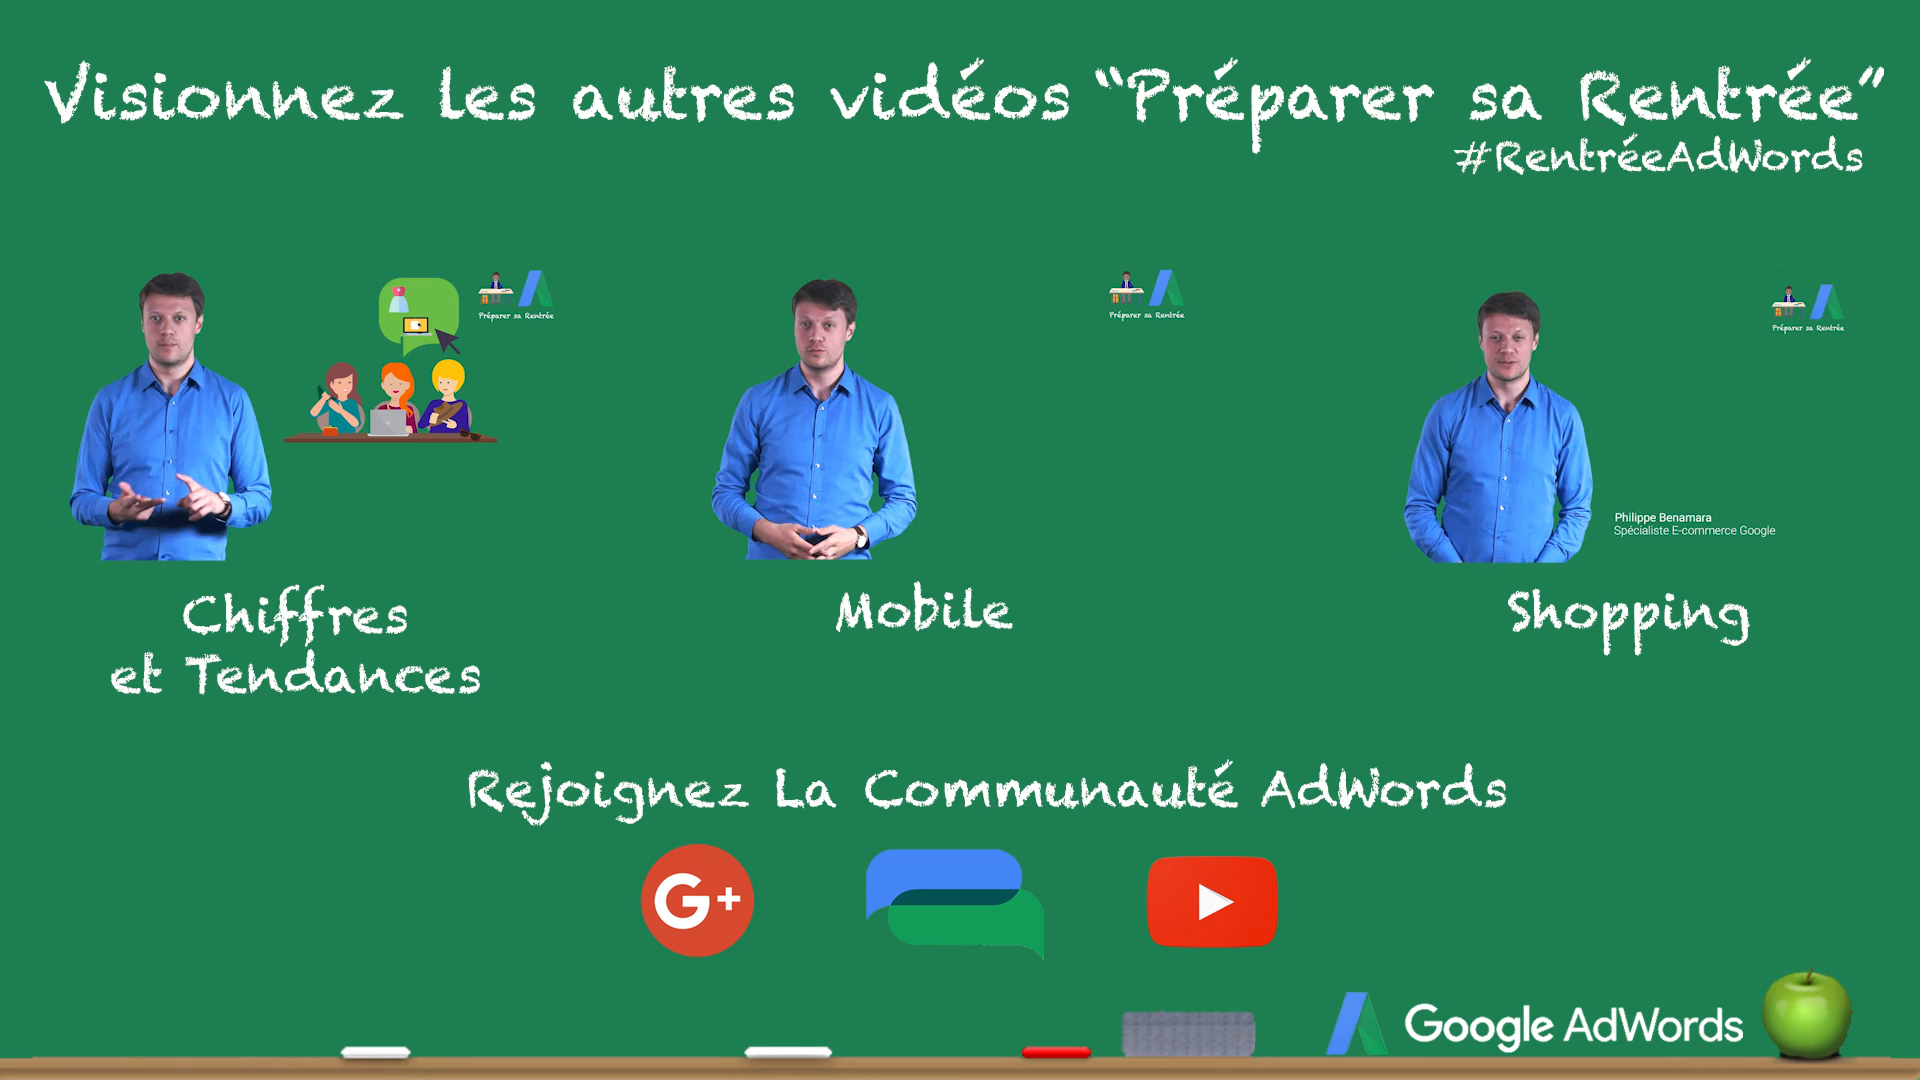 Visionnez les autres vidéos “Préparer sa Rentrée”
#RentréeAdWords
Préparer sa Rentrée
Préparer sa Rentrée
Préparer sa Rentrée
Philippe Benamara
Spécialiste E-commerce Google
Chiffres
et Tendances
Mobile
Shopping
Rejoignez La Communauté AdWords
G+
Google AdWords